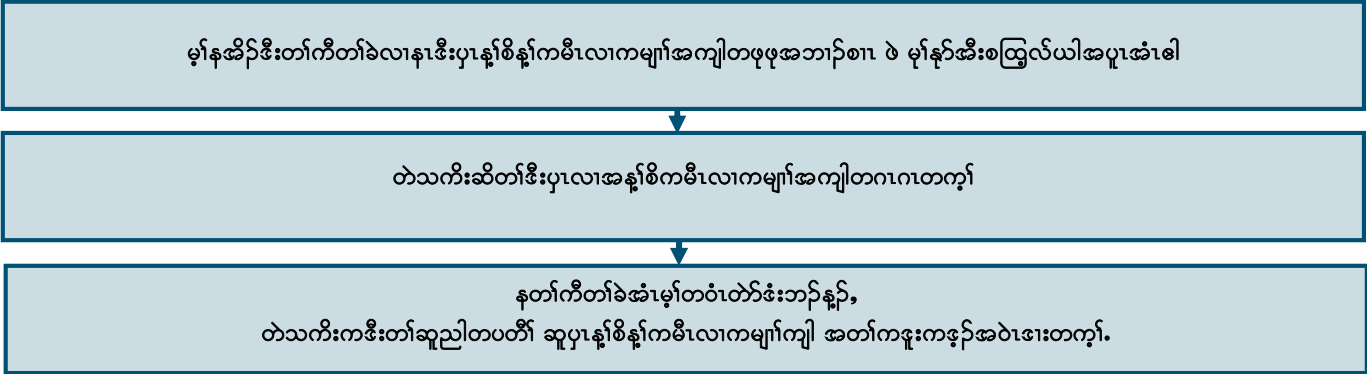 မ့ၢ်နအိၣ်ဒီးတၢ်ကီတၢ်ခဲလၢနၤဒီးပှၤန့ၢ်စိန့ၢ်ကမီၤလၢကမျၢၢ်အကျါတဖုဖုအဘၢၣ်စၢၤ ဖဲ မုၢ်နုာ်အီးစထြ့လ်ယါအပူၤအံၤဧါ
တဲသကိးဆိတၢ်ဒီးပှၤလၢအန့ၢ်စိကမီၤလၢကမျၢၢ်အကျါတဂၤဂၤတက့ၢ်
နတၢ်ကီတၢ်ခဲအံၤမ့ၢ်တဝံၤတဲာ်ဒံးဘၣ်န့ၣ်,
တဲသကိးကဒီးတၢ်ဆူညါတပတီၢ် ဆူပှၤန့ၢ်စိန့ၢ်ကမီၤလၢကမျၢၢ်ကျါ အတၢ်ကဒူးကဒ့ၣ်အဝဲၤဒၢးတက့ၢ်.